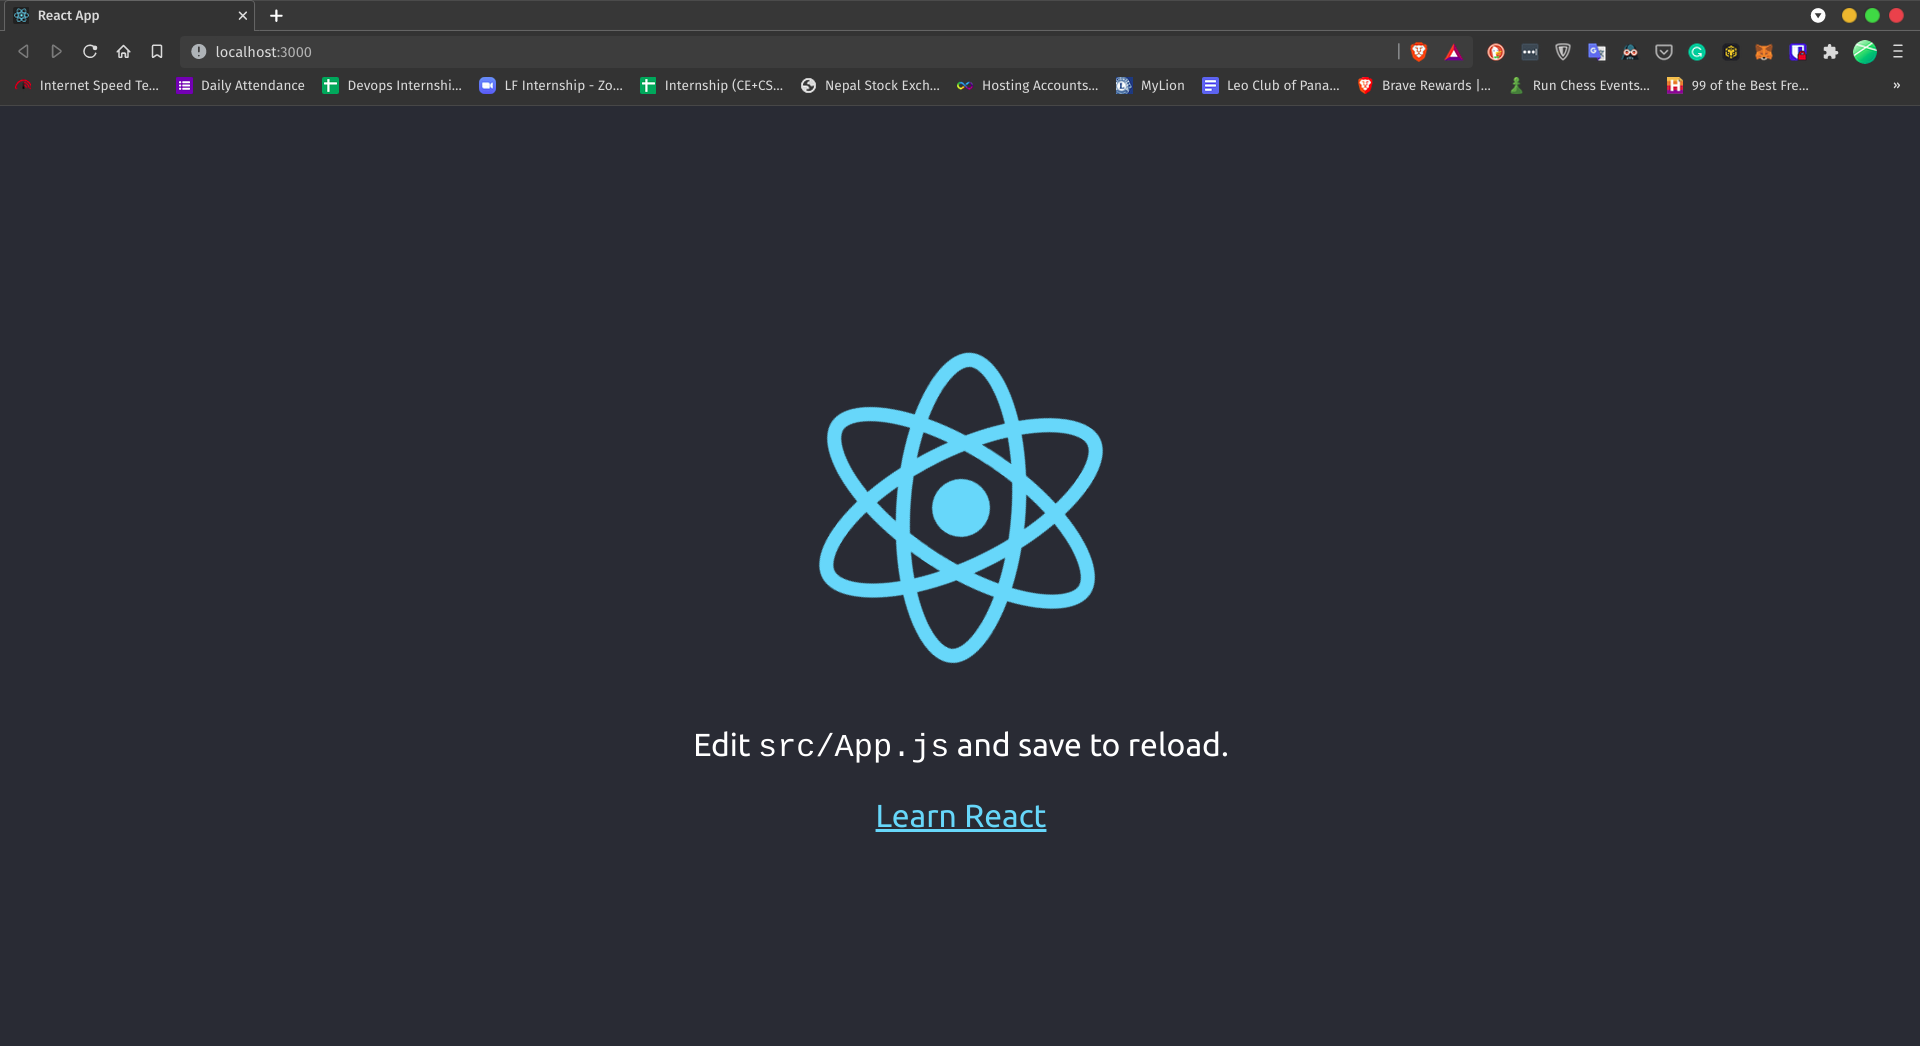 React App
localhost:3000
Internet Speed Te... Daily Attendance Devops Internshi... LF Internship - Zo... Internship (CE+CS... Nepal Stock Exch... Hosting Accounts... MyLion Leo Club of Pana... Brave Rewards |... Run Chess Events... 99 of the Best Fre... »
Edit src/App.js and save to reload.
Learn React